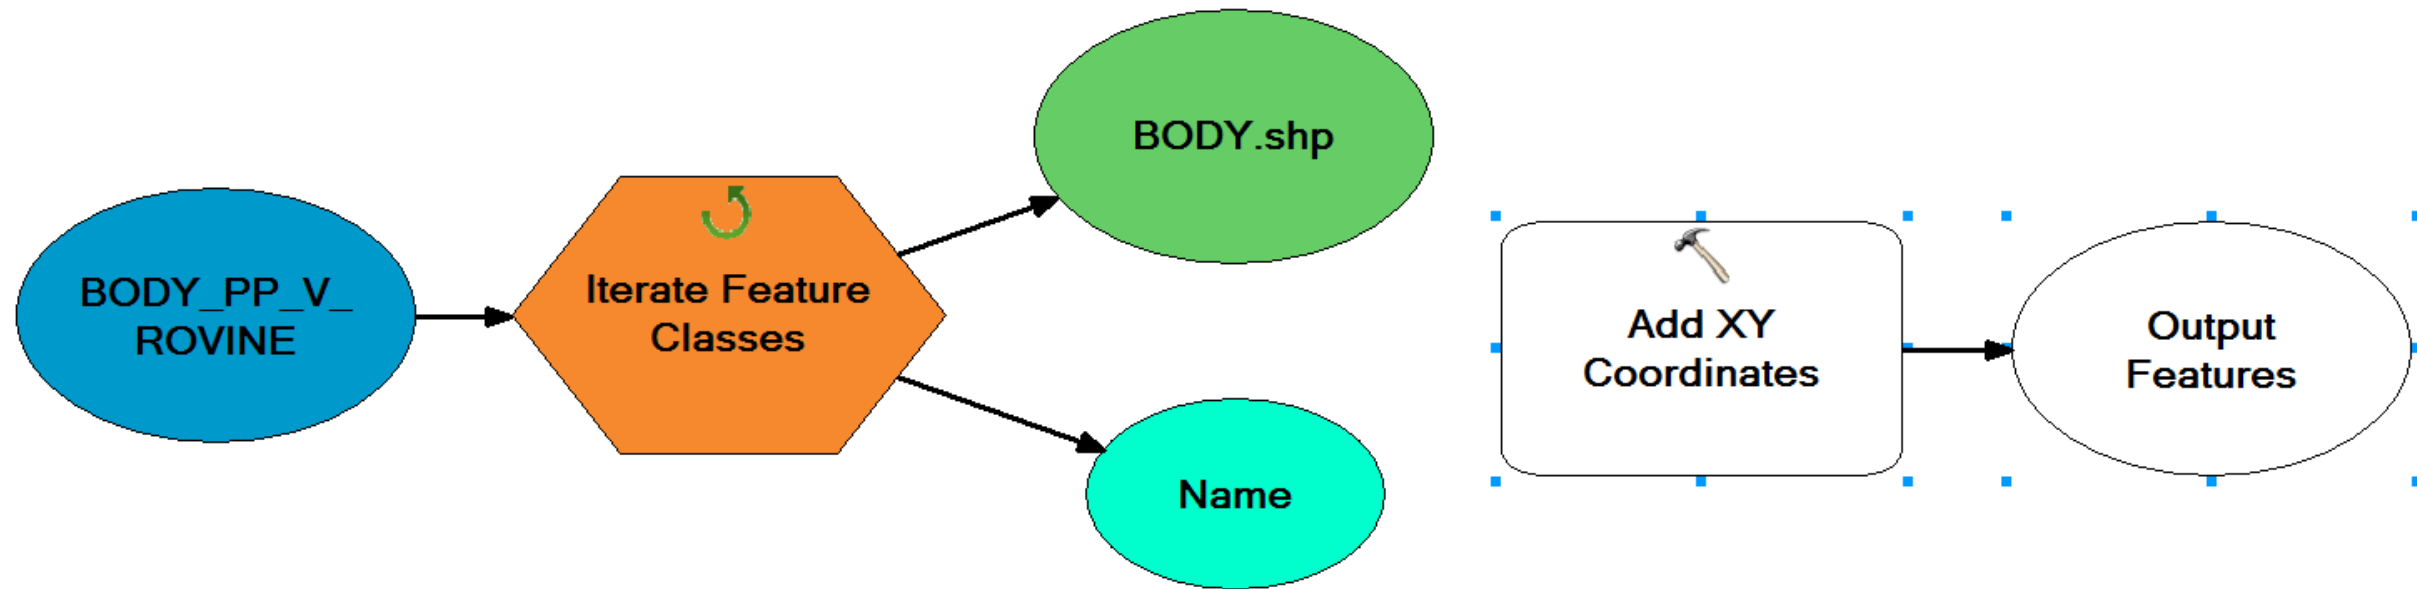 BODY_PP_V_
ROVINE
Iterate Feature
Classes
BODY.shp
Name
Add XY
Coordinates
Output
Features